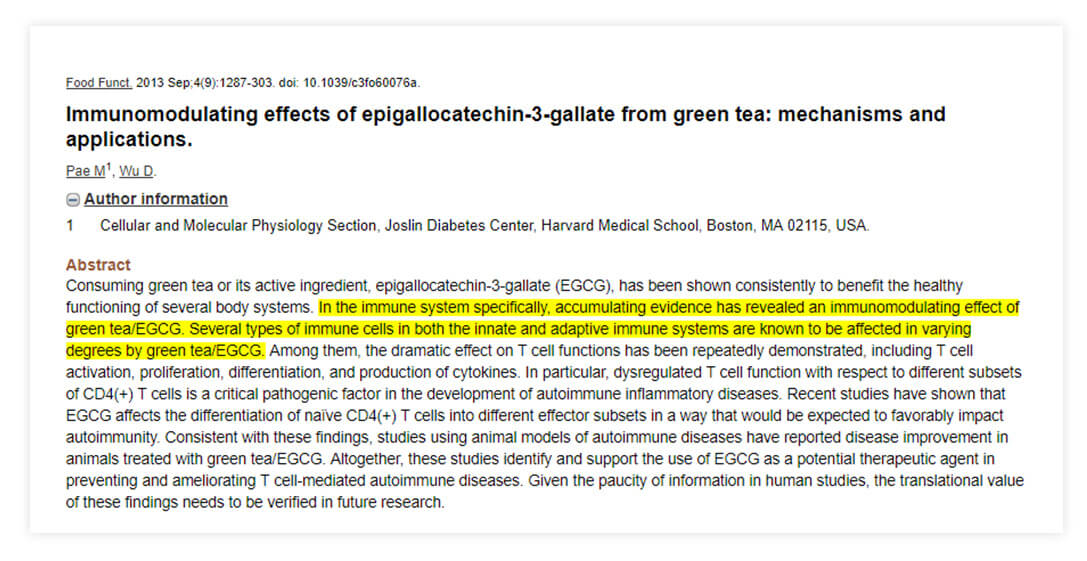 Food Funct. 2013 Sep;4(9):1287-303. doi: 10.1039/c3fo60076a.
Immunomodulating effects of epigallocatechin-3-gallate from green tea: mechanisms and
applications.
Pae M1, Wu D.
Author information
1 Cellular and Molecular Physiology Section, Joslin Diabetes Center, Harvard Medical School, Boston, MA 02115, USA.
Abstract
Consuming green tea or its active ingredient, epigallocatechin-3-gallate (EGCG), has been shown consistently to benefit the healthy
functioning of several body systems. In the immune system specifically, accumulating evidence has revealed an immunomodulating effect of
green tea/EGCG. Several types of immune cells in both the innate and adaptive immune systems are known to be affected in varying
degrees by green tea/EGCG. Among them, the dramatic effect on T cell functions has been repeatedly demonstrated, including T cell
activation, proliferation, differentiation, and production of cytokines. In particular, dysregulated T cell function with respect to different subsets
of CD4(+) T cells is a critical pathogenic factor in the development of autoimmune inflammatory diseases. Recent studies have shown that
EGCG affects the differentiation of naïve CD4(+) T cells into different effector subsets in a way that would be expected to favorably impact
autoimmunity. Consistent with these findings, studies using animal models of autoimmune diseases have reported disease improvement in
animals treated with green tea/EGCG. Altogether, these studies identify and support the use of EGCG as a potential therapeutic agent in
preventing and ameliorating T cell-mediated autoimmune diseases. Given the paucity of information in human studies, the translational value
of these findings needs to be verified in future research.